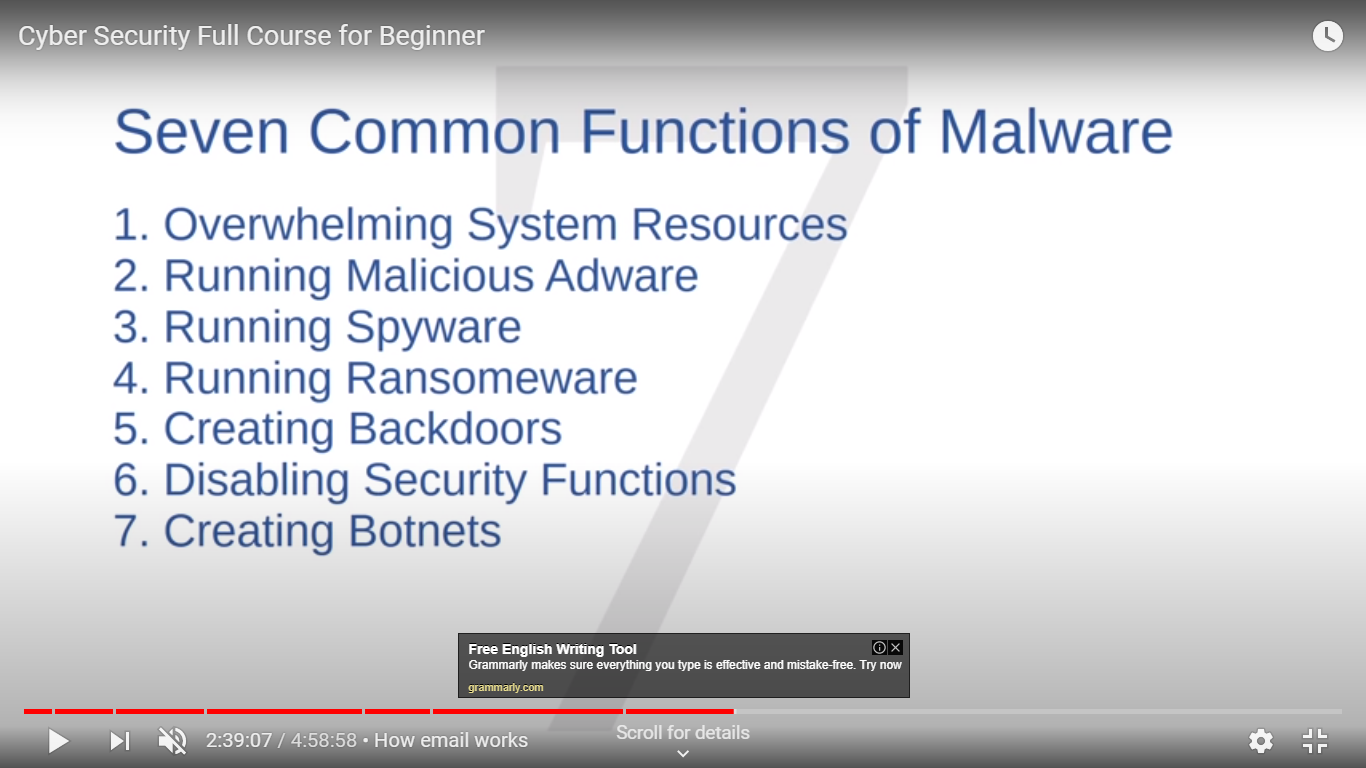 Cyber Security Full Course for Beginner
Seven Common Functions of Malware
1. Overwhelming System Resources
2. Running Malicious Adware
3. Running Spyware
4. Running Ransomeware
5. Creating Backdoors
6. Disabling Security Functions
7. Creating Botnets
7
Free English Writing Tool
Grammarly makes sure everything you type is effective and mistake-free. Try now
grammarly.com
2:39:07 / 4:58:58 • How email works
Scroll for details